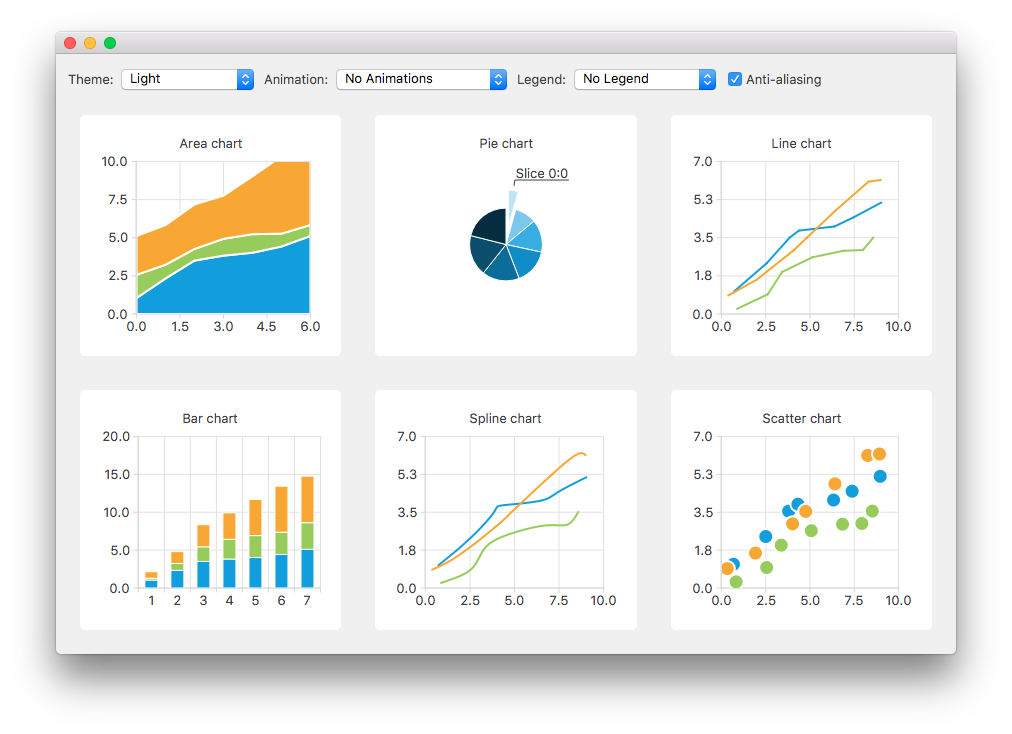 Theme: Light Animation: No Animations Legend: No Legend Anti-aliasing
Area chart
10.0
7.5
5.0
2.5
0.0
0.0 1.5 3.0 4.5 6.0
Pie chart
Slice 0:0
Line chart
7.0
5.3
3.5
1.8
0.0
0.0 2.5 5.0 7.5 10.0
Bar chart
20.0
15.0
10.0
5.0
0.0
1 2 3 4 5 6 7
Spline chart
7.0
5.3
3.5
1.8
0.0
0.0 2.5 5.0 7.5 10.0
Scatter chart
7.0
5.3
3.5
1.8
0.0
0.0 2.5 5.0 7.5 10.0